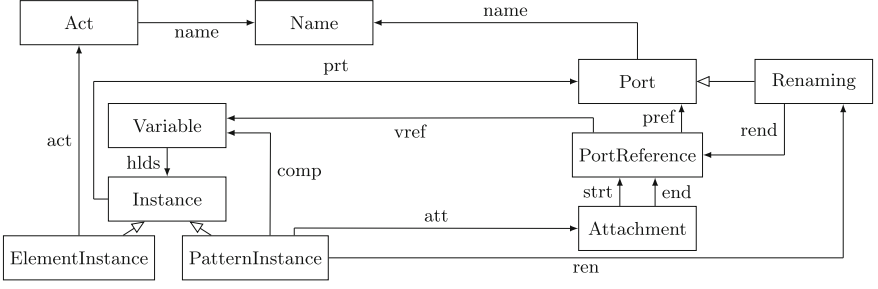 name
Act
Name
name
prt
Port
Renaming
Variable
vref
pref
rend
act
hlds
comp
PortReference
Instance
strt
end
att
Attachment
ElementInstance
PatternInstance
ren